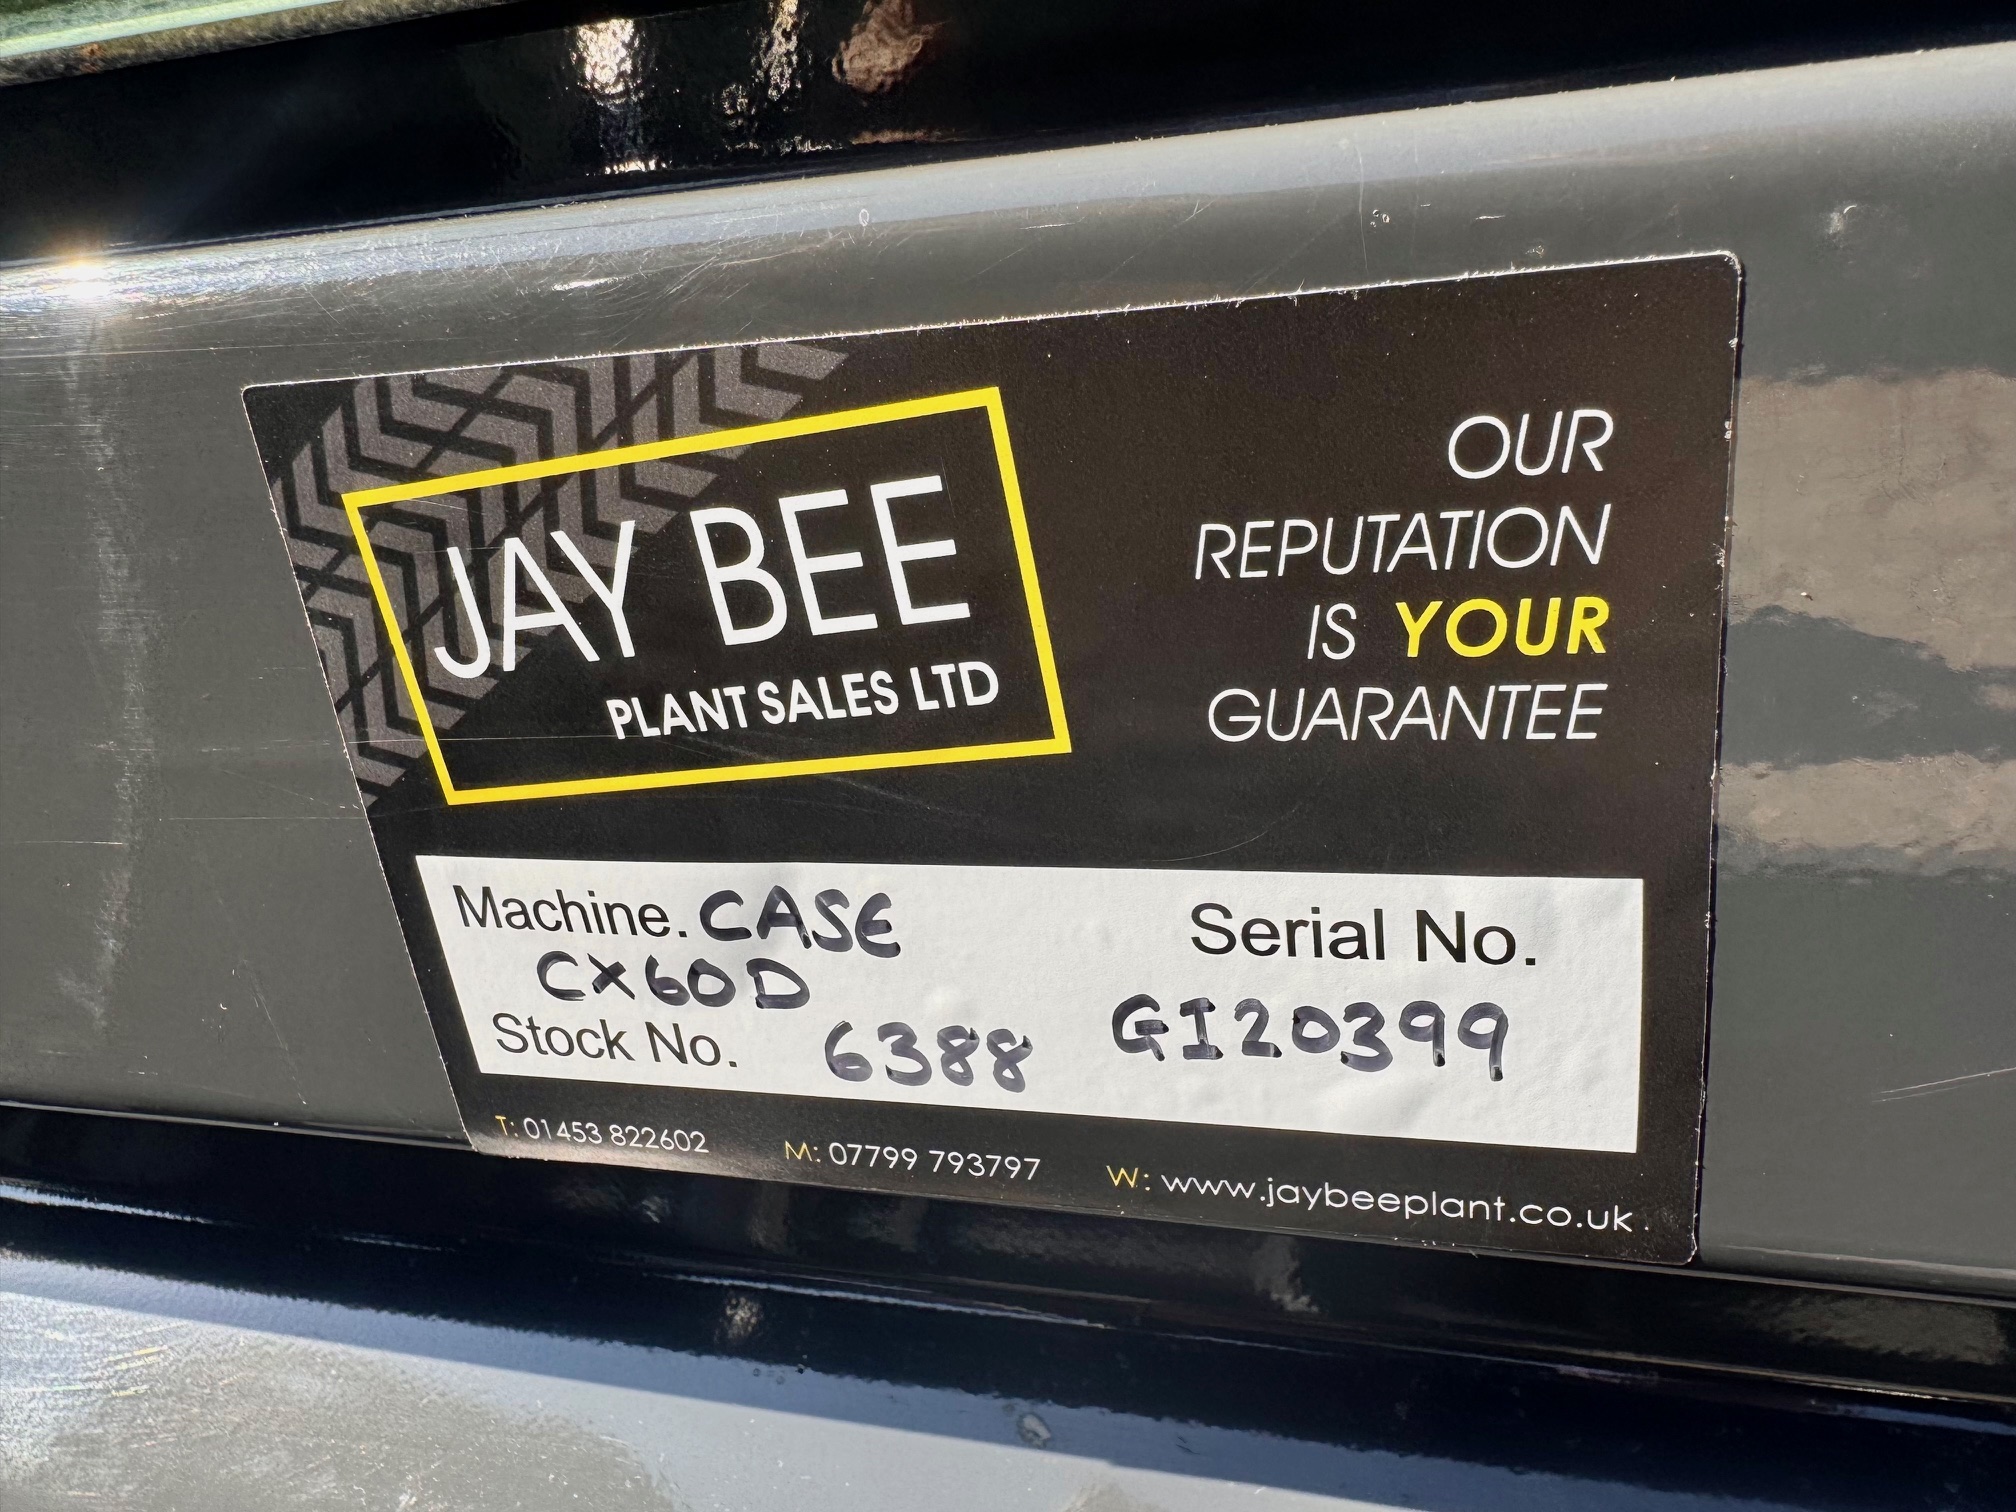 JAY BEE
PLANT SALES LTD
OUR
REPUTATION
IS YOUR
GUARANTEE
Machine. CASE
CX60D
Stock No. 6388
Serial No.
GI20399
T: 01453 822602 M: 07799 793797 W: www.jaybeeplant.co.uk